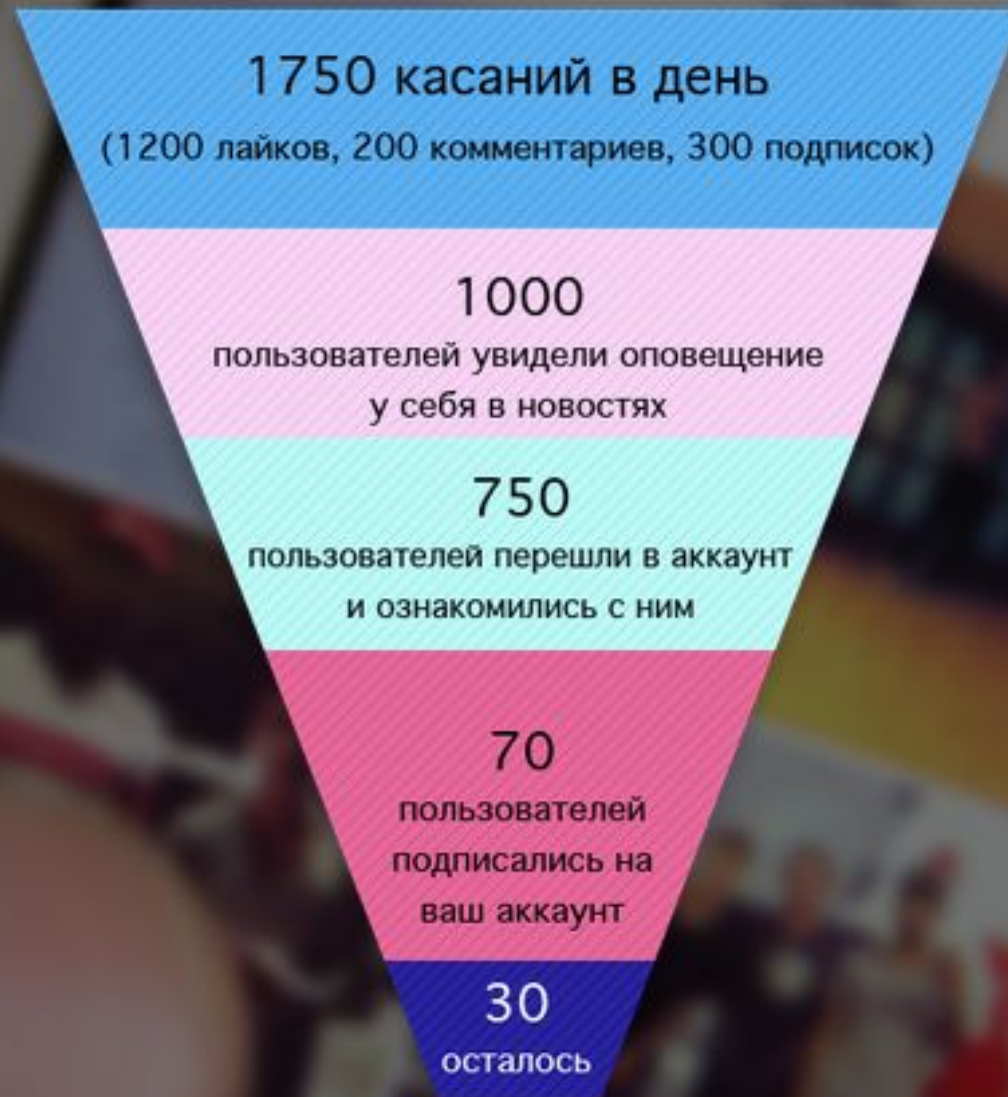 1750 касаний в день
(1200 лайков, 200 комментариев, 300 подписок)
1000
пользователей увидели оповещение
у себя в новостях
750
пользователей перешли в аккаунт
и ознакомились с ним
70
пользователей
подписались на
ваш аккаунт
30
осталось